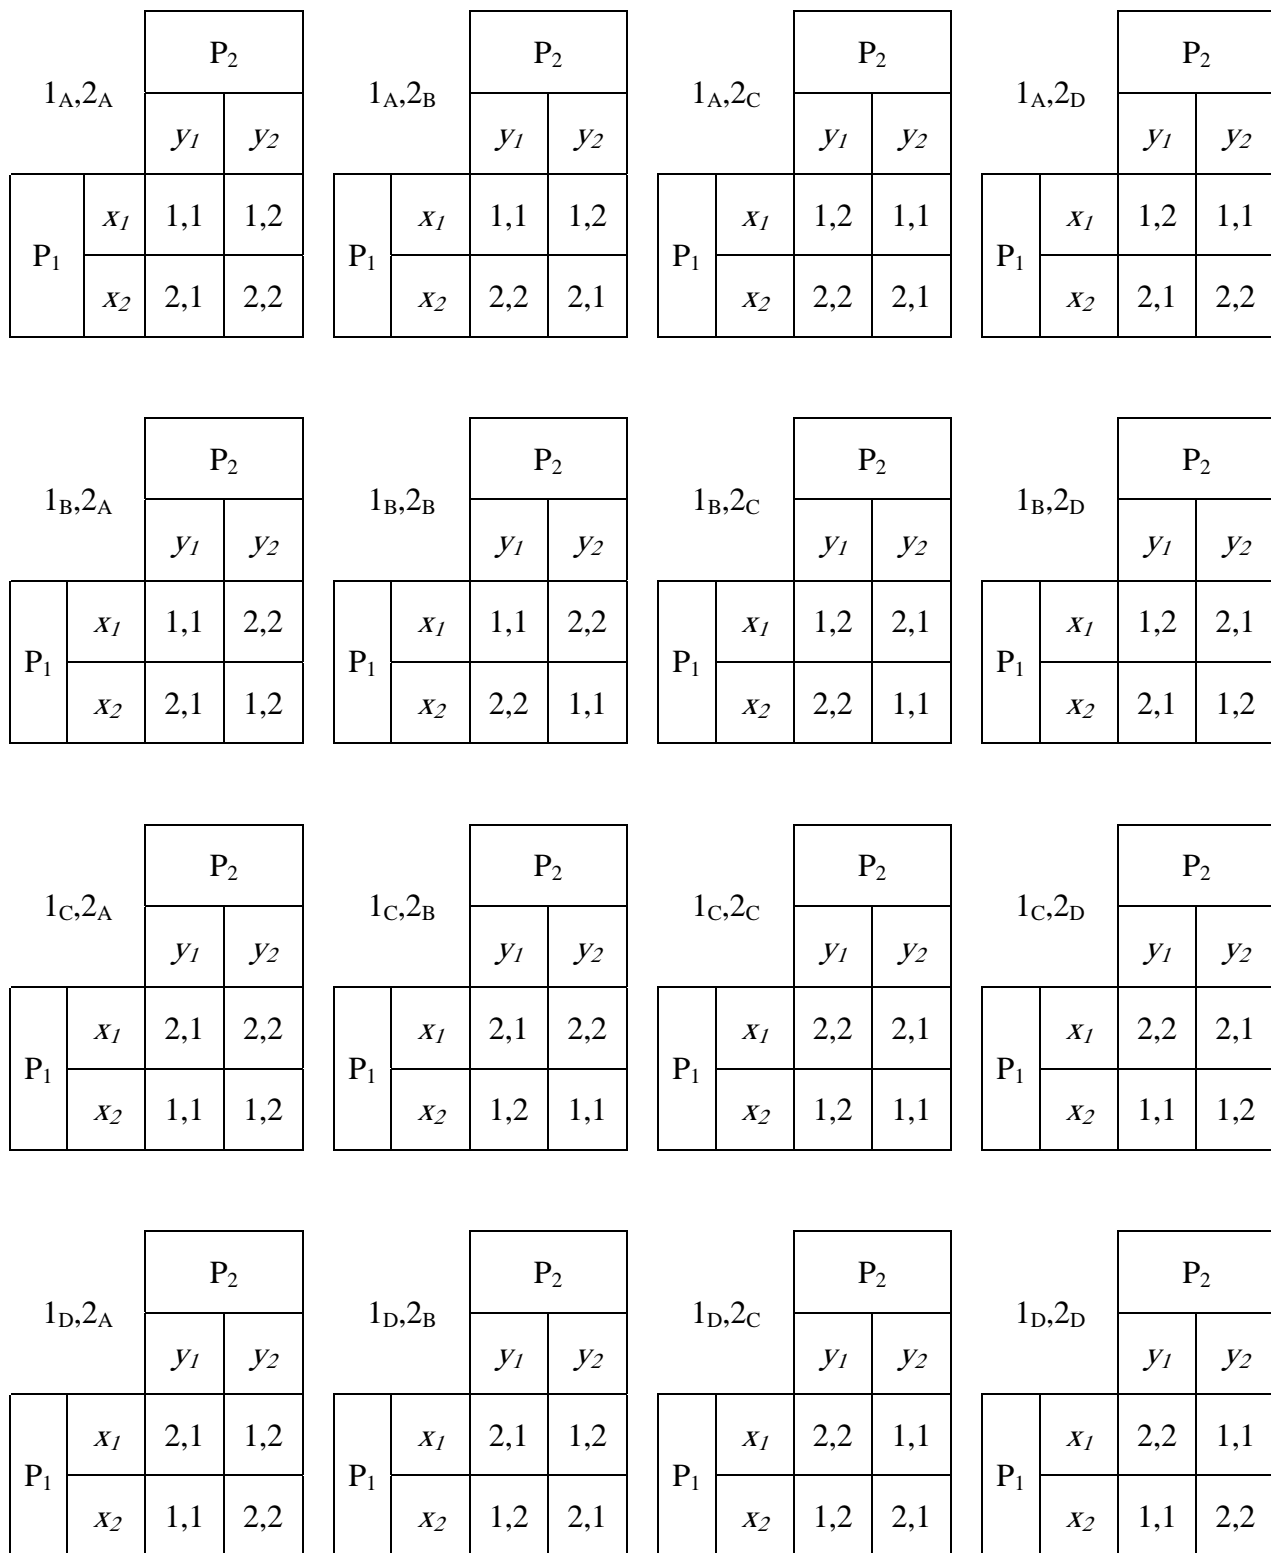 P₂ P₂ P₂ P₂
1A,2A 1A,2B 1A,2C 1A,2D
y₁ y₂ y₁ y₂ y₁ y₂ y₁ y₂
x₁ 1,1 1,2 x₁ 1,1 1,2 x₁ 1,2 1,1 x₁ 1,2 1,1
P₁ P₁ P₁ P₁
x₂ 2,1 2,2 x₂ 2,2 2,1 x₂ 2,2 2,1 x₂ 2,1 2,2
P₂ P₂ P₂ P₂
1B,2A 1B,2B 1B,2C 1B,2D
y₁ y₂ y₁ y₂ y₁ y₂ y₁ y₂
x₁ 1,1 2,2 x₁ 1,1 2,2 x₁ 1,2 2,1 x₁ 1,2 2,1
P₁ P₁ P₁ P₁
x₂ 2,1 1,2 x₂ 2,2 1,1 x₂ 2,2 1,1 x₂ 2,1 1,2
P₂ P₂ P₂ P₂
1C,2A 1C,2B 1C,2C 1C,2D
y₁ y₂ y₁ y₂ y₁ y₂ y₁ y₂
x₁ 2,1 2,2 x₁ 2,1 2,2 x₁ 2,2 2,1 x₁ 2,2 2,1
P₁ P₁ P₁ P₁
x₂ 1,1 1,2 x₂ 1,2 1,1 x₂ 1,2 1,1 x₂ 1,1 1,2
P₂ P₂ P₂ P₂
1D,2A 1D,2B 1D,2C 1D,2D
y₁ y₂ y₁ y₂ y₁ y₂ y₁ y₂
x₁ 2,1 1,2 x₁ 2,1 1,2 x₁ 2,2 1,1 x₁ 2,2 1,1
P₁ P₁ P₁ P₁
x₂ 1,1 2,2 x₂ 1,2 2,1 x₂ 1,2 2,1 x₂ 1,1 2,2